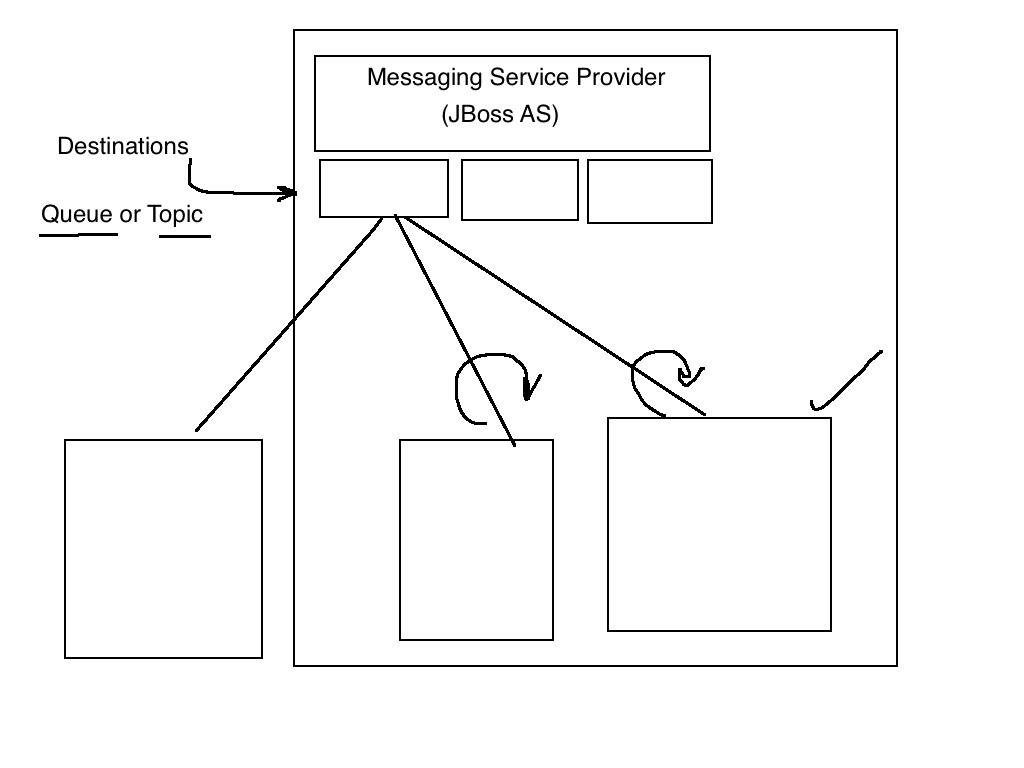 Messaging Service Provider
(JBoss AS)
Destinations
Queue or Topic